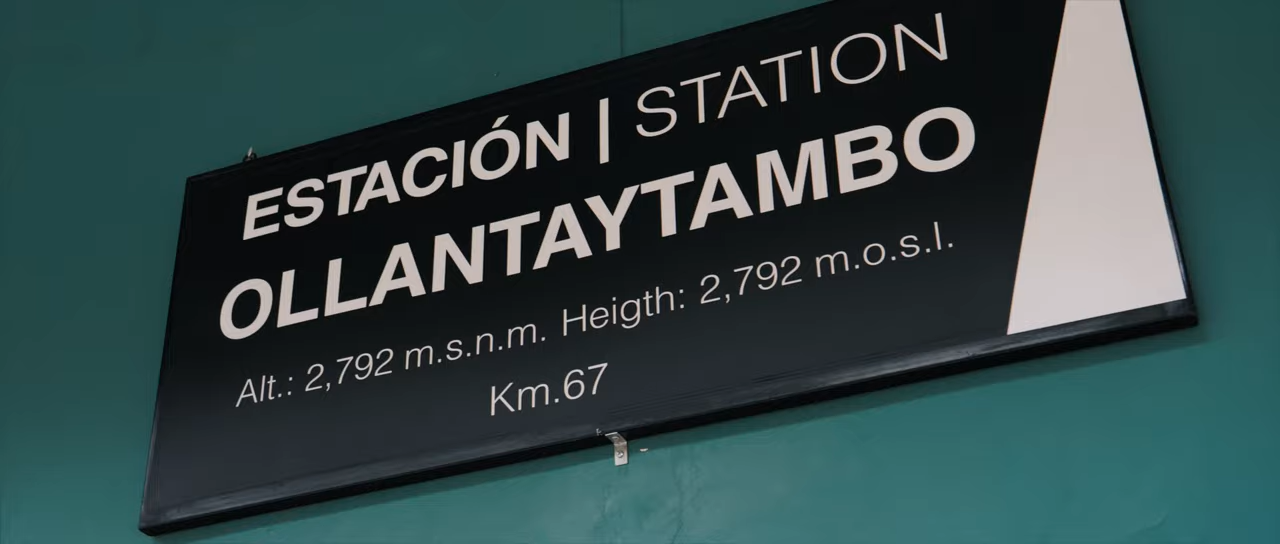 ESTACIÓN | STATION
OLLANTAYTAMBO
Alt.: 2,792 m.s.n.m. Heigth: 2,792 m.o.s.l.
Km.67